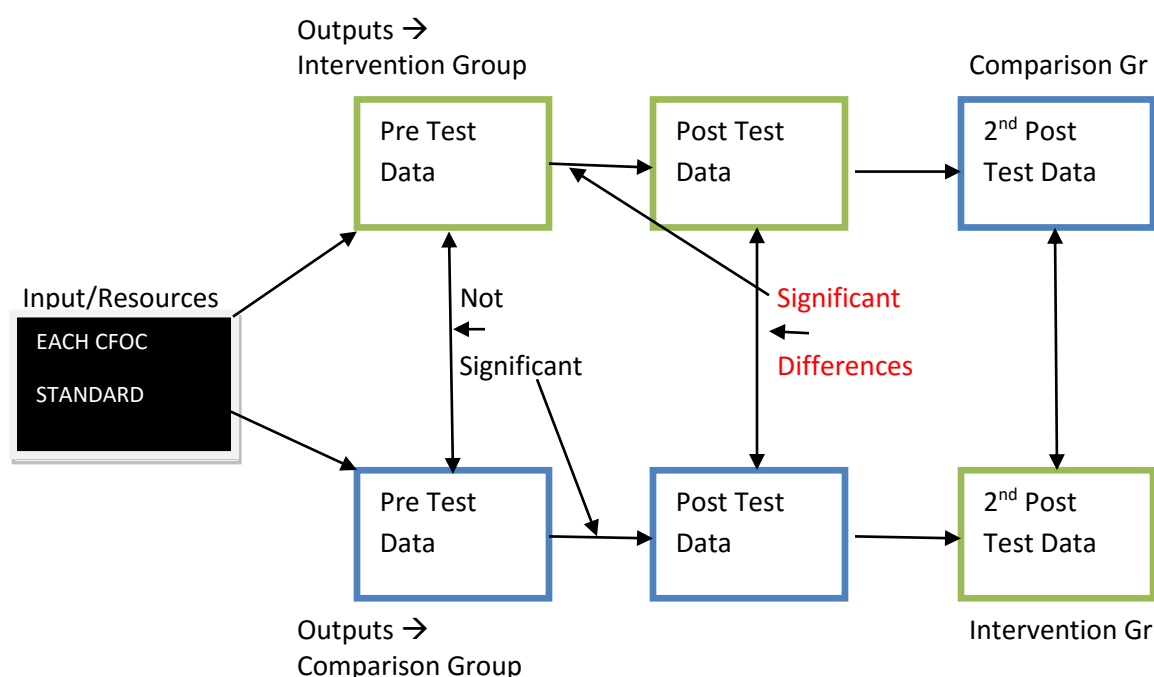 Outputs →
Intervention Group
Comparison Gr
Pre Test
Data
Post Test
Data
2nd Post
Test Data
Input/Resources
EACH CFOC
STANDARD
Not
Significant
Significant
Differences
Pre Test
Data
Post Test
Data
2nd Post
Test Data
Outputs →
Comparison Group
Intervention Gr